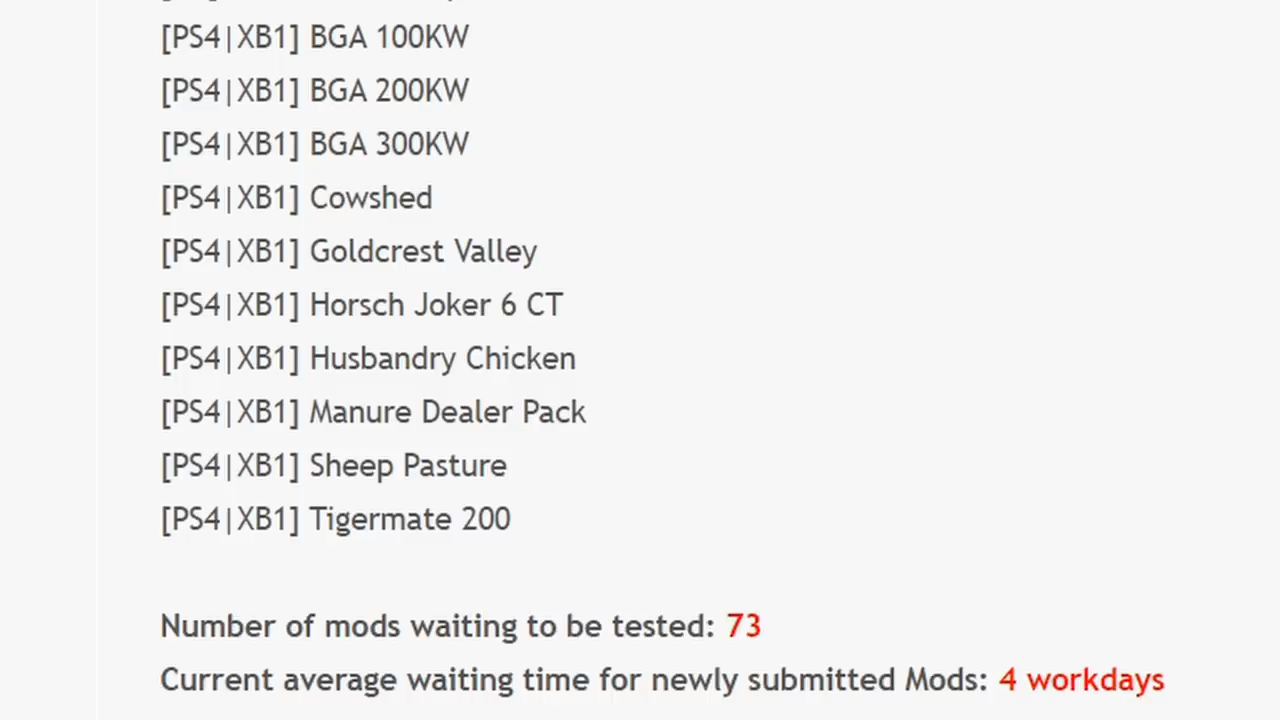 [PS4|XB1] BGA 100KW
[PS4|XB1] BGA 200KW
[PS4|XB1] BGA 300KW
[PS4|XB1] Cowshed
[PS4|XB1] Goldcrest Valley
[PS4|XB1] Horsch Joker 6 CT
[PS4|XB1] Husbandry Chicken
[PS4|XB1] Manure Dealer Pack
[PS4|XB1] Sheep Pasture
[PS4|XB1] Tigermate 200
Number of mods waiting to be tested: 73
Current average waiting time for newly submitted Mods: 4 workdays